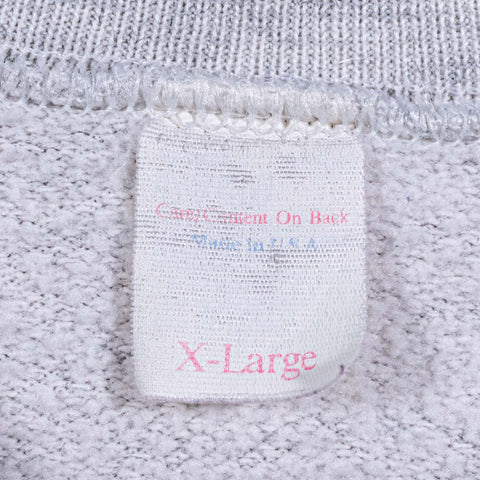 Care, Content On Back
Made In U.S.A
X-Large